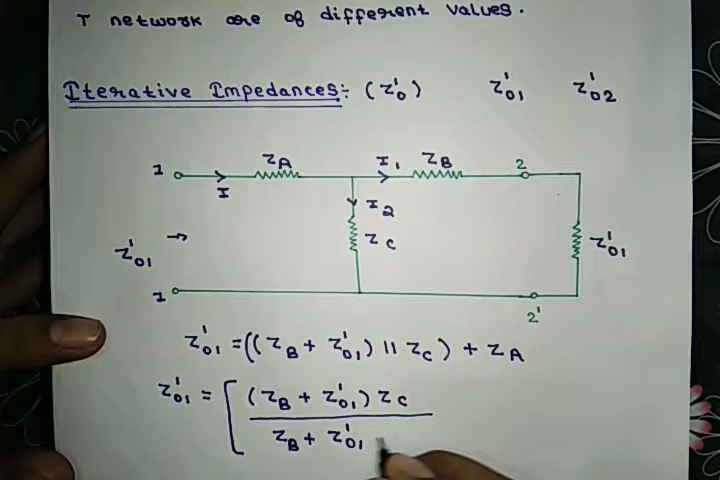 T network are of different values.
Iterative Impedances:- (Z'o) Z'01 Z'02
1 ZA I1 ZB 2
I I2
Z'01 → ZC Z'01
1 2'
Z'01 = ((ZB + Z'01) || ZC) + ZA
Z'01 = [ (ZB + Z'01) ZC
ZB + Z'01